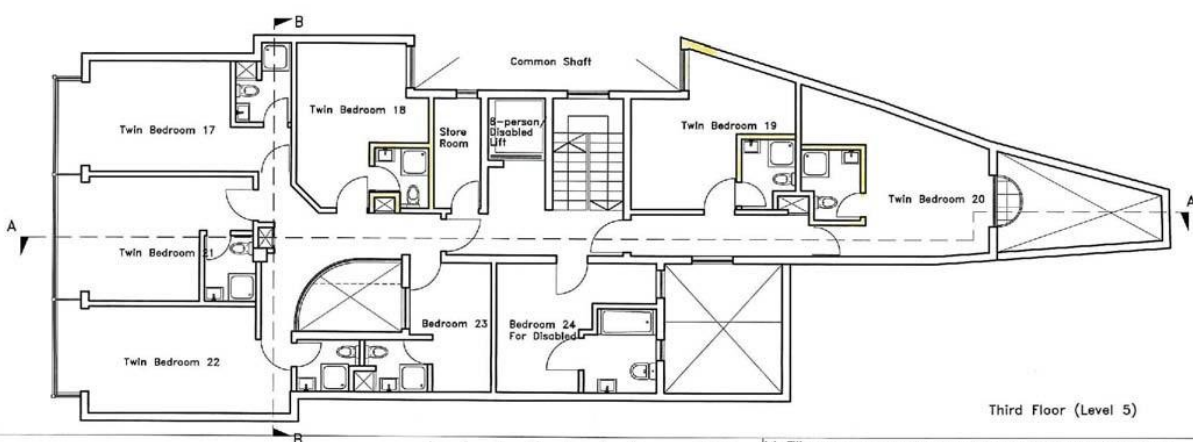 B
Common Shaft
Twin Bedroom 17
Twin Bedroom 18
Store
Room
8-person/
Disabled
Lift
Twin Bedroom 19
Twin Bedroom 20
A
A
Twin Bedroom 21
Bedroom 23
Bedroom 24
For Disabled
Twin Bedroom 22
Third Floor (Level 5)
B